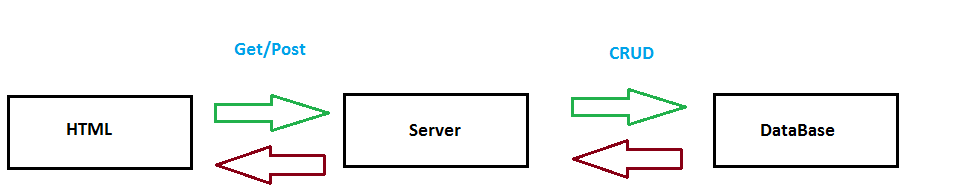 Get/Post
CRUD
HTML
Server
DataBase